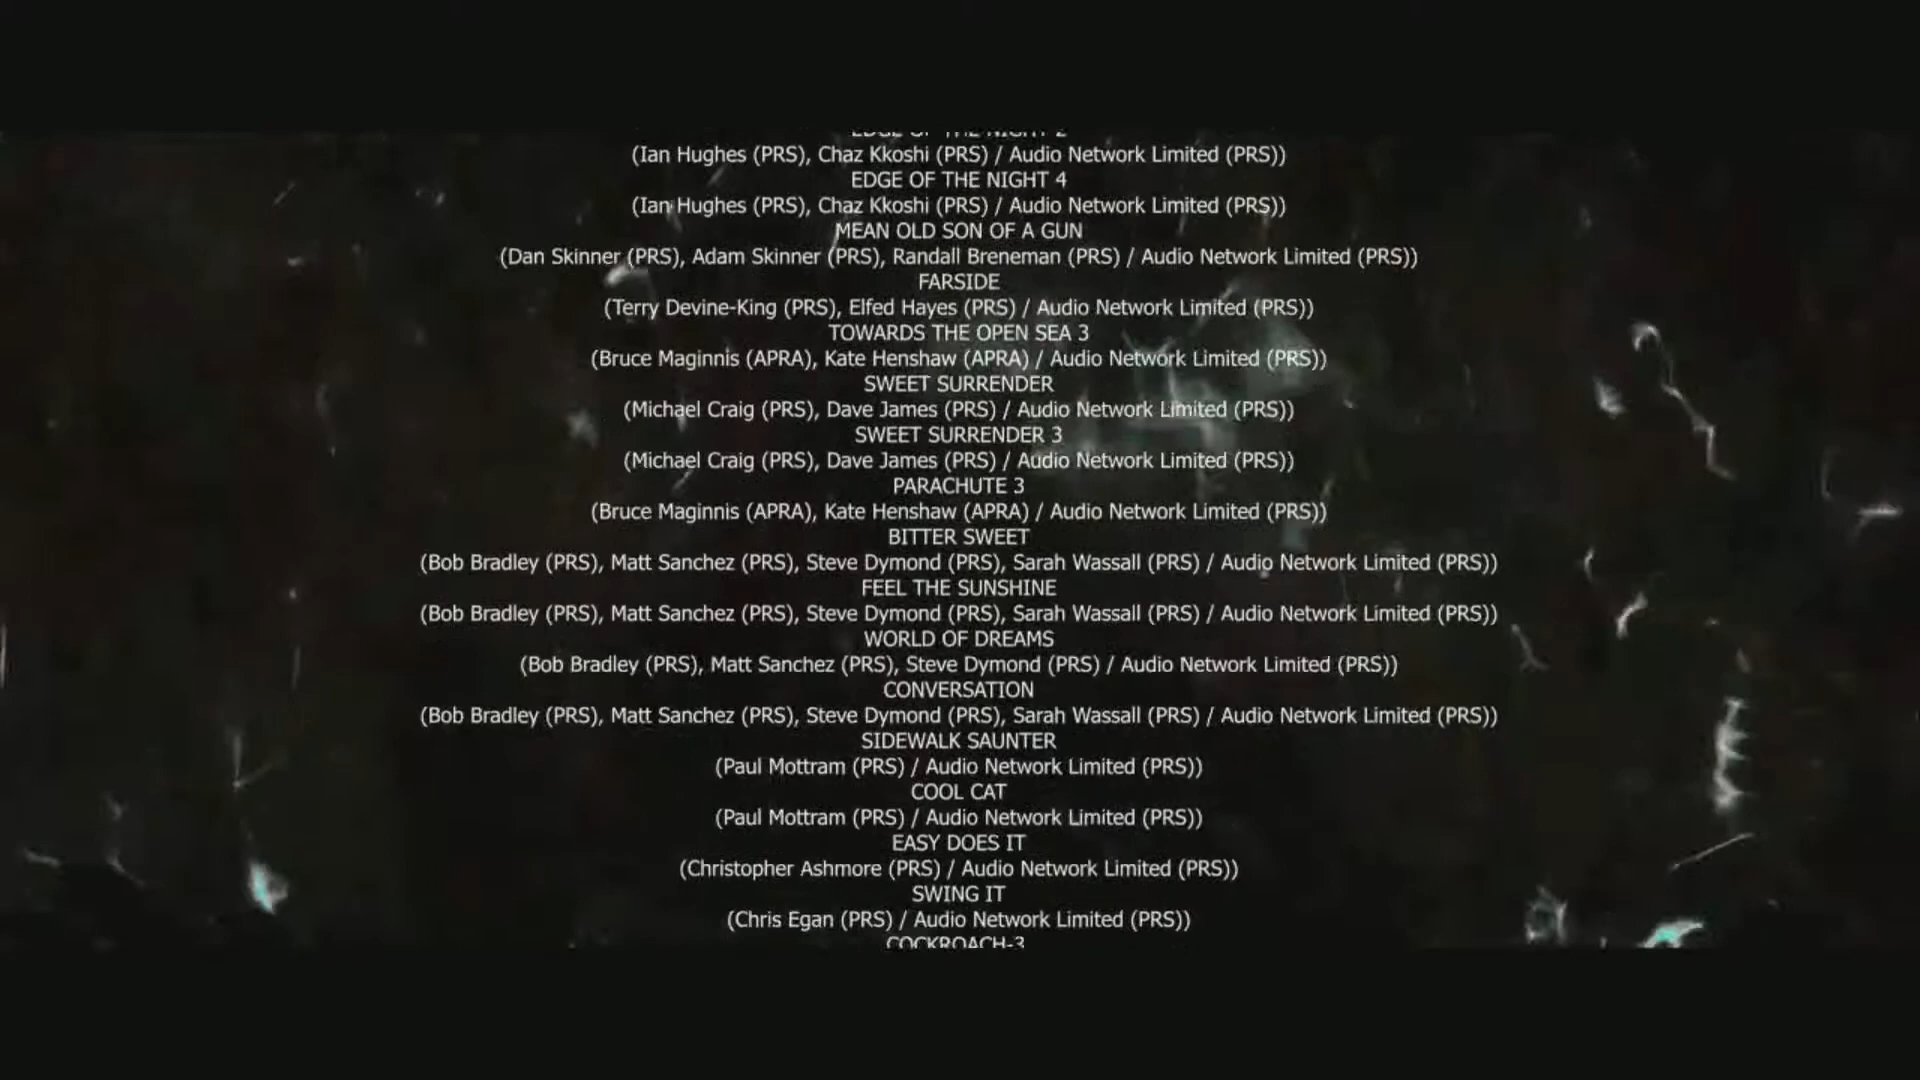 EDGE OF THE NIGHT 2
(Ian Hughes (PRS), Chaz Kkoshi (PRS) / Audio Network Limited (PRS))
EDGE OF THE NIGHT 4
(Ian Hughes (PRS), Chaz Kkoshi (PRS) / Audio Network Limited (PRS))
MEAN OLD SON OF A GUN
(Dan Skinner (PRS), Adam Skinner (PRS), Randall Breneman (PRS) / Audio Network Limited (PRS))
FARSIDE
(Terry Devine-King (PRS), Elfed Hayes (PRS) / Audio Network Limited (PRS))
TOWARDS THE OPEN SEA 3
(Bruce Maginnis (APRA), Kate Henshaw (APRA) / Audio Network Limited (PRS))
SWEET SURRENDER
(Michael Craig (PRS), Dave James (PRS) / Audio Network Limited (PRS))
SWEET SURRENDER 3
(Michael Craig (PRS), Dave James (PRS) / Audio Network Limited (PRS))
PARACHUTE 3
(Bruce Maginnis (APRA), Kate Henshaw (APRA) / Audio Network Limited (PRS))
BITTER SWEET
(Bob Bradley (PRS), Matt Sanchez (PRS), Steve Dymond (PRS), Sarah Wassall (PRS) / Audio Network Limited (PRS))
FEEL THE SUNSHINE
(Bob Bradley (PRS), Matt Sanchez (PRS), Steve Dymond (PRS), Sarah Wassall (PRS) / Audio Network Limited (PRS))
WORLD OF DREAMS
(Bob Bradley (PRS), Matt Sanchez (PRS), Steve Dymond (PRS) / Audio Network Limited (PRS))
CONVERSATION
(Bob Bradley (PRS), Matt Sanchez (PRS), Steve Dymond (PRS), Sarah Wassall (PRS) / Audio Network Limited (PRS))
SIDEWALK SAUNTER
(Paul Mottram (PRS) / Audio Network Limited (PRS))
COOL CAT
(Paul Mottram (PRS) / Audio Network Limited (PRS))
EASY DOES IT
(Christopher Ashmore (PRS) / Audio Network Limited (PRS))
SWING IT
(Chris Egan (PRS) / Audio Network Limited (PRS))
COCKROACH-3